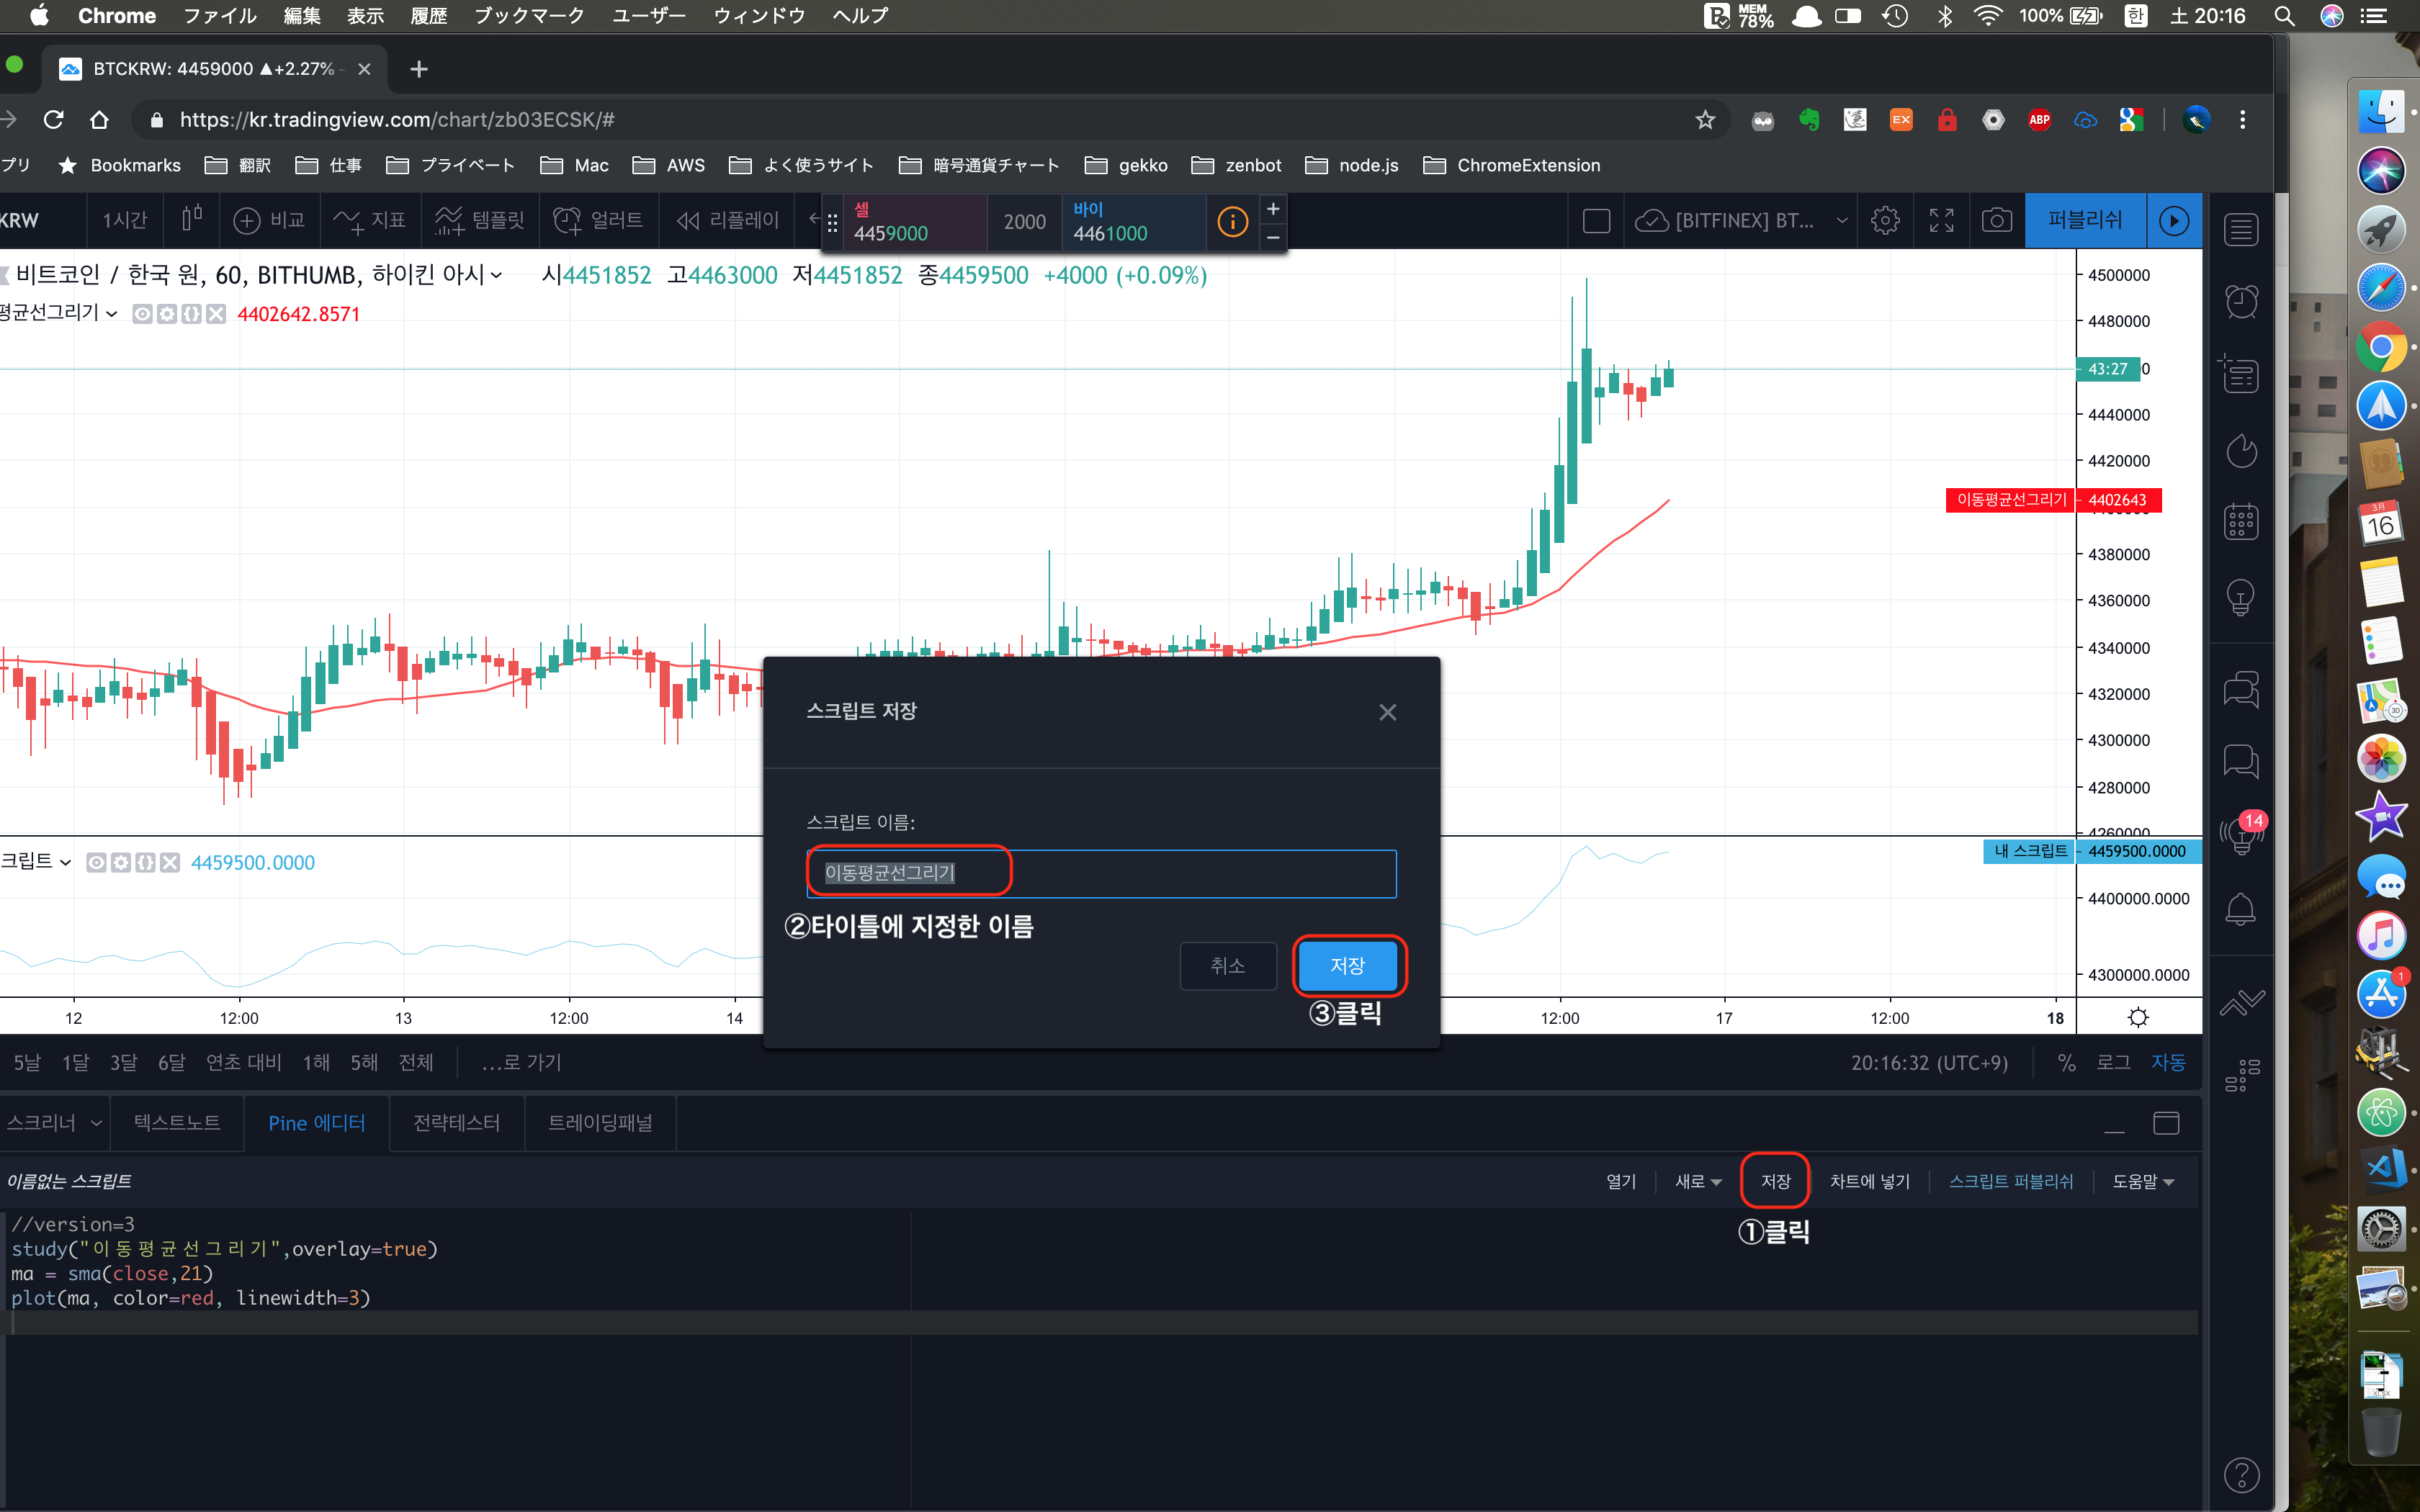 Chrome ファイル 編集 表示 履歴 ブックマーク ユーザー ウィンドウ ヘルプ MEM 78% 100% 한 土 20:16
BTCKRW: 4459000 ▲+2.27% -
https://kr.tradingview.com/chart/zb03ECSK/#
EX ABP
プリ Bookmarks 翻訳 仕事 プライベート Mac AWS よく使うサイト 暗号通貨チャート gekko zenbot node.js ChromeExtension
KRW 1시간 비교 지표 템플릿 얼러트 리플레이 셀 4459000 2000 바이 4461000 [BITFINEX] BT... 퍼블리쉬
비트코인 / 한국 원, 60, BITHUMB, 하이킨 아시 시4451852 고4463000 저4451852 종4459500 +4000 (+0.09%)
평균선그리기 4402642.8571
4500000
4480000
43:27
4440000
4420000
이동평균선그리기 4402643
4380000
4360000
4340000
4320000
4300000
4280000
4260000
스크립트 저장
스크립트 이름:
이동평균선그리기
②타이틀에 지정한 이름
취소 저장
③클릭
크립트 4459500.0000
내 스크립트 4459500.0000
4400000.0000
4300000.0000
14
12 12:00 13 12:00 14 12:00 17 12:00 18
5날 1달 3달 6달 연초 대비 1해 5해 전체 ...로 가기 20:16:32 (UTC+9) % 로그 자동
스크리너 텍스트노트 Pine 에디터 전략테스터 트레이딩패널
이름없는 스크립트 열기 새로 저장 차트에 넣기 스크립트 퍼블리쉬 도움말
①클릭
//version=3
study("이동평균선그리기",overlay=true)
ma = sma(close,21)
plot(ma, color=red, linewidth=3)
3月
16
3D
1